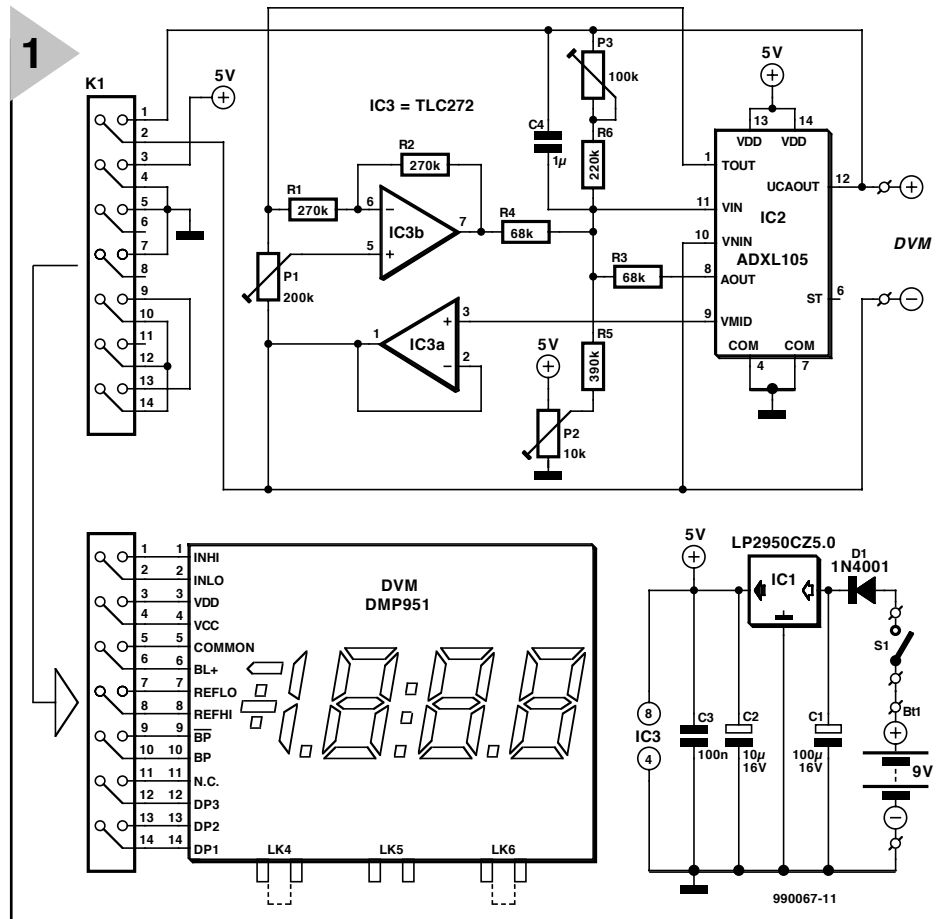 1
K1
5V
1
2
3
4
5
6
7
8
9
10
11
12
13
14
IC3 = TLC272
R2
270k
R1
270k
6
−
5
+
IC3b
7
P1
200k
R4
68k
1
IC3a
+
3
−
2
P3
100k
C4
1µ
R6
220k
R3
68k
R5
390k
5V
P2
10k
5V
13
14
VDD
VDD
1
TOUT
UCAOUT
12
11
VIN
IC2
10
VNIN
ADXL105
8
AOUT
ST
6
9
VMID
COM
COM
4
7
+
DVM
−
1
1
INHI
2
2
INLO
3
3
VDD
4
4
VCC
5
5
COMMON
6
6
BL+
7
7
REFLO
8
8
REFHI
9
9
B̅P̅
10
10
BP
11
11
N.C.
12
12
DP3
13
13
DP2
14
14
DP1
DVM
DMP951
LK4
LK5
LK6
LP2950CZ5.0
5V
IC1
D1
1N4001
S1
Bt1
+
9V
−
8
IC3
4
C3
100n
C2
10µ
16V
C1
100µ
16V
990067-11